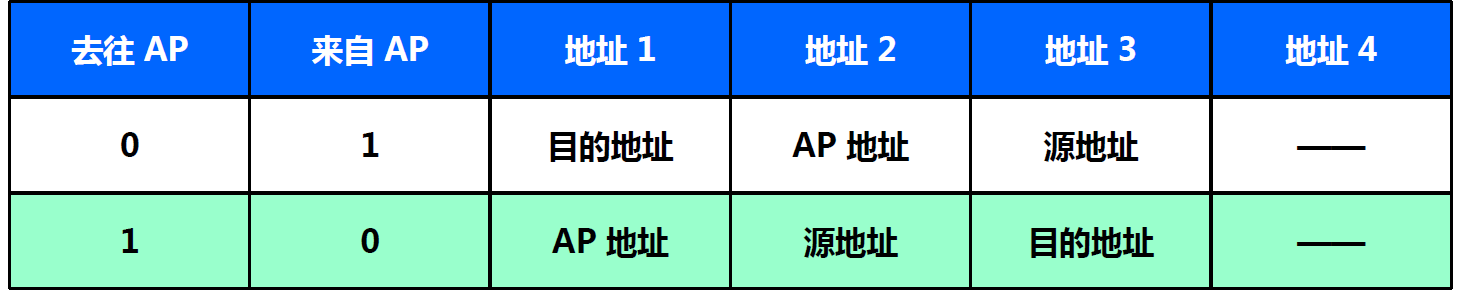 去往 AP 来自 AP 地址 1 地址 2 地址 3 地址 4
0 1 目的地址 AP 地址 源地址 ——
1 0 AP 地址 源地址 目的地址 ——